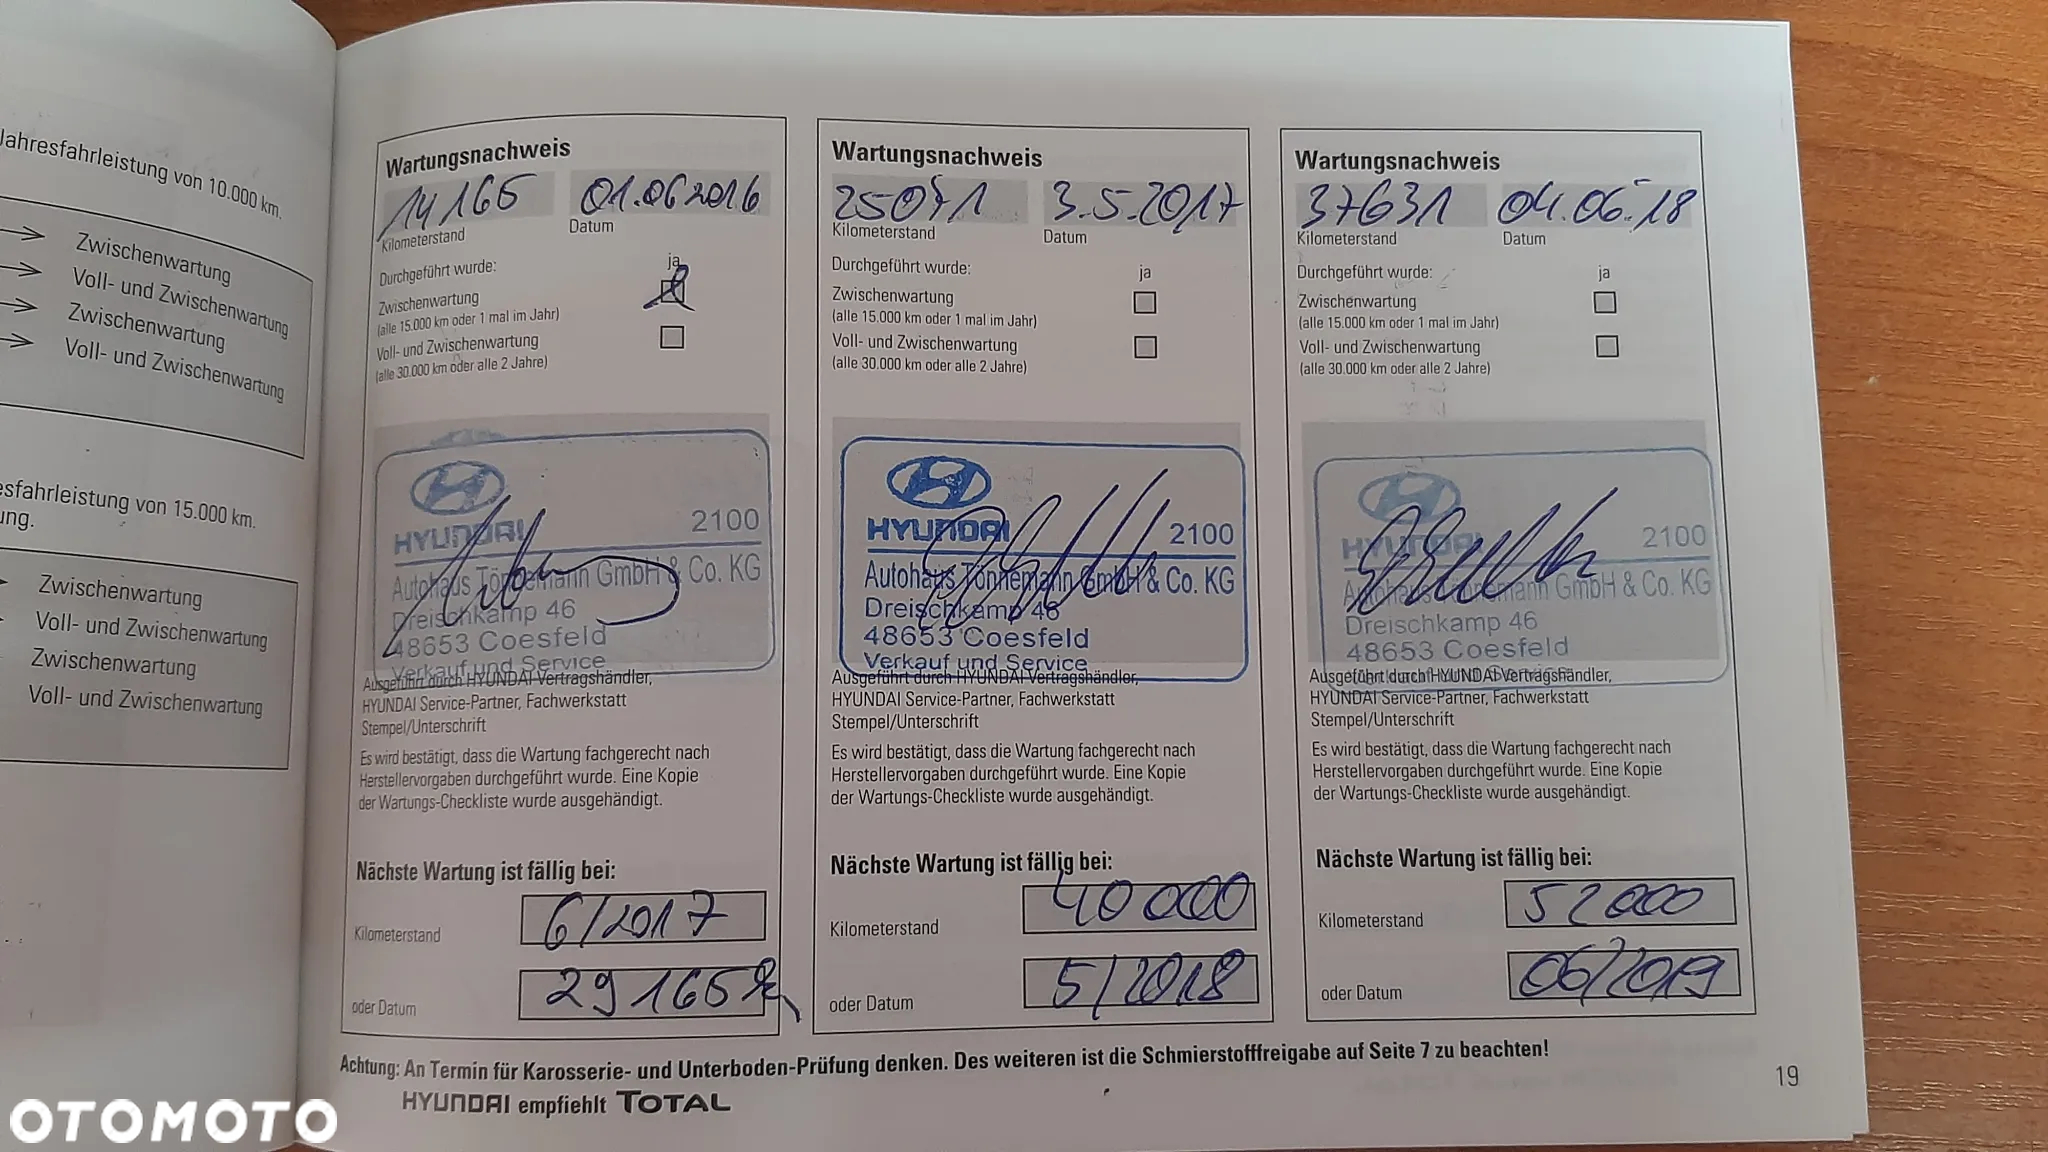 Jahresfahrleistung von 10.000 km.
Zwischenwartung
Voll- und Zwischenwartung
Zwischenwartung
Voll- und Zwischenwartung
esfahrleistung von 15.000 km.
ung.
Zwischenwartung
Voll- und Zwischenwartung
Zwischenwartung
Voll- und Zwischenwartung
Wartungsnachweis
14165 01.06.2016
Kilometerstand Datum
Durchgeführt wurde: ja
Zwischenwartung
(alle 15.000 km oder 1 mal im Jahr)
Voll- und Zwischenwartung
(alle 30.000 km oder alle 2 Jahre)
HYUNDAI 2100
Autohaus Tönnemann GmbH & Co. KG
Dreischkamp 46
48653 Coesfeld
Verkauf und Service
Ausgeführt durch HYUNDAI Vertragshändler,
HYUNDAI Service-Partner, Fachwerkstatt
Stempel/Unterschrift
Es wird bestätigt, dass die Wartung fachgerecht nach
Herstellervorgaben durchgeführt wurde. Eine Kopie
der Wartungs-Checkliste wurde ausgehändigt.
Nächste Wartung ist fällig bei:
Kilometerstand 6/2017
oder Datum 29165
Wartungsnachweis
25071 3.5.2017
Kilometerstand Datum
Durchgeführt wurde: ja
Zwischenwartung
(alle 15.000 km oder 1 mal im Jahr)
Voll- und Zwischenwartung
(alle 30.000 km oder alle 2 Jahre)
HYUNDAI 2100
Autohaus Tönnemann GmbH & Co. KG
Dreischkamp 46
48653 Coesfeld
Verkauf und Service
Ausgeführt durch HYUNDAI Vertragshändler,
HYUNDAI Service-Partner, Fachwerkstatt
Stempel/Unterschrift
Es wird bestätigt, dass die Wartung fachgerecht nach
Herstellervorgaben durchgeführt wurde. Eine Kopie
der Wartungs-Checkliste wurde ausgehändigt.
Nächste Wartung ist fällig bei:
Kilometerstand 40000
oder Datum 5/2018
Wartungsnachweis
37631 04.06.18
Kilometerstand Datum
Durchgeführt wurde: ja
Zwischenwartung
(alle 15.000 km oder 1 mal im Jahr)
Voll- und Zwischenwartung
(alle 30.000 km oder alle 2 Jahre)
HYUNDAI 2100
Autohaus Tönnemann GmbH & Co. KG
Dreischkamp 46
48653 Coesfeld
Ausgeführt durch HYUNDAI Vertragshändler,
HYUNDAI Service-Partner, Fachwerkstatt
Stempel/Unterschrift
Es wird bestätigt, dass die Wartung fachgerecht nach
Herstellervorgaben durchgeführt wurde. Eine Kopie
der Wartungs-Checkliste wurde ausgehändigt.
Nächste Wartung ist fällig bei:
Kilometerstand 52000
oder Datum 06/2019
Achtung: An Termin für Karosserie- und Unterboden-Prüfung denken. Des weiteren ist die Schmierstofffreigabe auf Seite 7 zu beachten!
HYUNDAI empfiehlt TOTAL
19
OTOMOTO